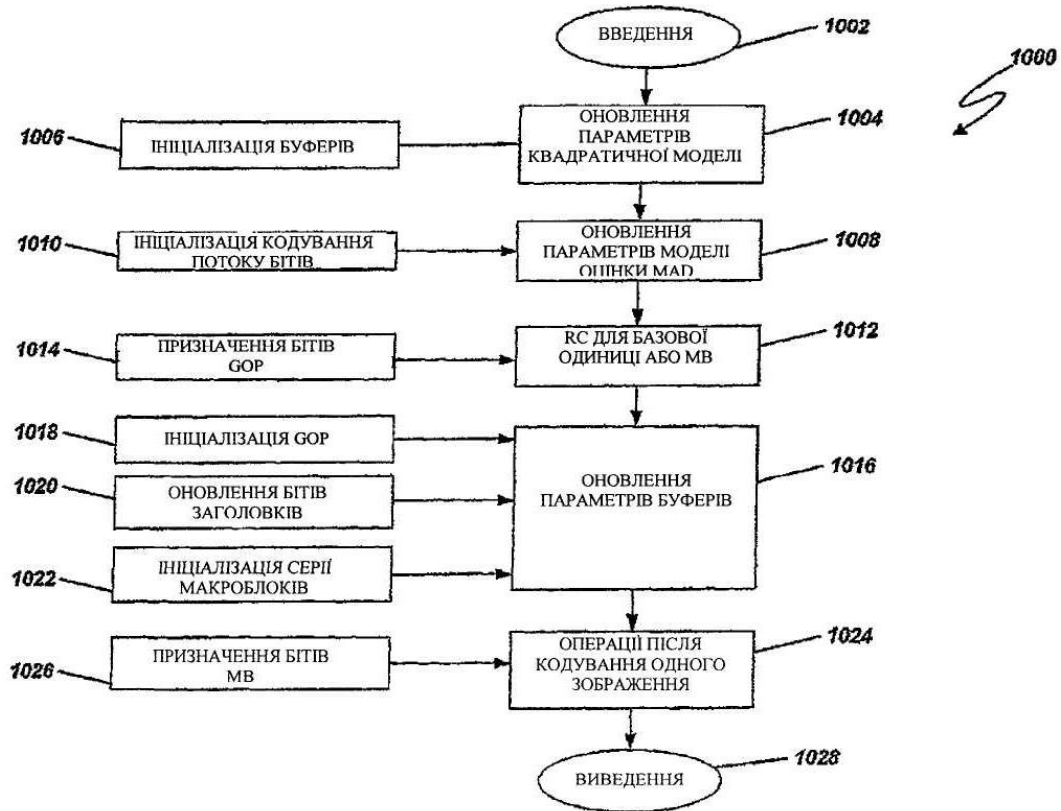 ВВЕДЕННЯ
1002
1000
ОНОВЛЕННЯ
ПАРАМЕТРІВ
КВАДРАТИЧНОЇ МОДЕЛІ
1004
1006
ІНІЦІАЛІЗАЦІЯ БУФЕРІВ
ОНОВЛЕННЯ
ПАРАМЕТРІВ МОДЕЛІ
ОЦІНКИ MAD
1008
1010
ІНІЦІАЛІЗАЦІЯ КОДУВАННЯ
ПОТОКУ БІТІВ
RC ДЛЯ БАЗОВОЇ
ОДИНИЦІ АБО МВ
1012
1014
ПРИЗНАЧЕННЯ БІТІВ
GOP
1018
ІНІЦІАЛІЗАЦІЯ GOP
ОНОВЛЕННЯ
ПАРАМЕТРІВ БУФЕРІВ
1016
1020
ОНОВЛЕННЯ БІТІВ
ЗАГОЛОВКІВ
1022
ІНІЦІАЛІЗАЦІЯ СЕРІЇ
МАКРОБЛОКІВ
ОПЕРАЦІЇ ПІСЛЯ
КОДУВАННЯ ОДНОГО
ЗОБРАЖЕННЯ
1024
1026
ПРИЗНАЧЕННЯ БІТІВ
МВ
ВИВЕДЕННЯ
1028